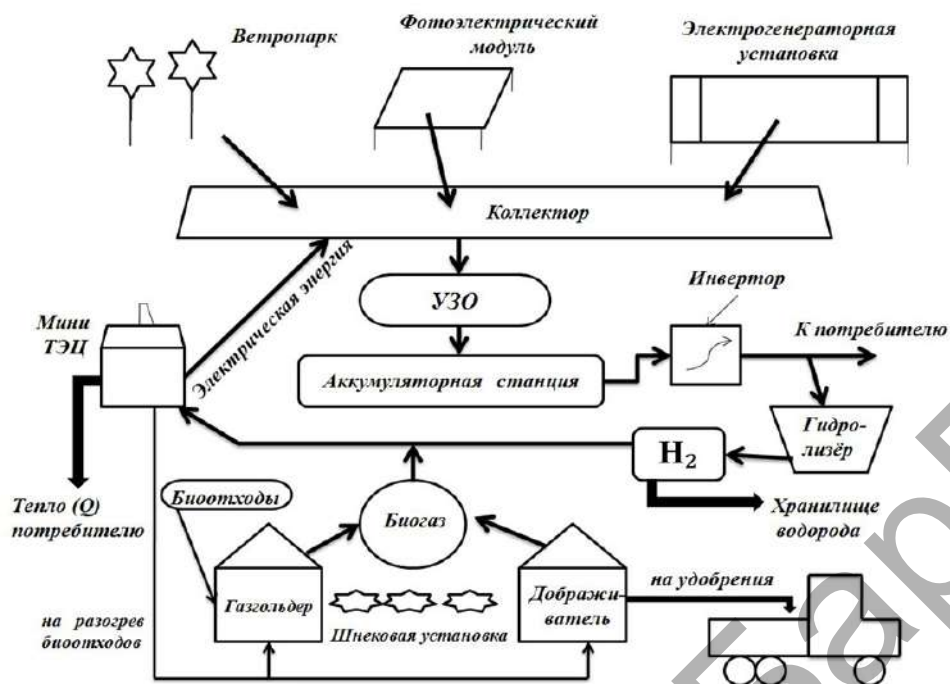 Ветропарк
Фотоэлектрический
модуль
Электрогенераторная
установка
Коллектор
Электрическая энергия
УЗО
Инвертор
Мини
ТЭЦ
К потребителю
Аккумуляторная станция
Гидро-
лизёр
H₂
Тепло (Q)
потребителю
Биоотходы
Биогаз
Хранилище
водорода
на удобрения
Газгольдер
Дображи-
ватель
Шнековая установка
на разогрев
биоотходов